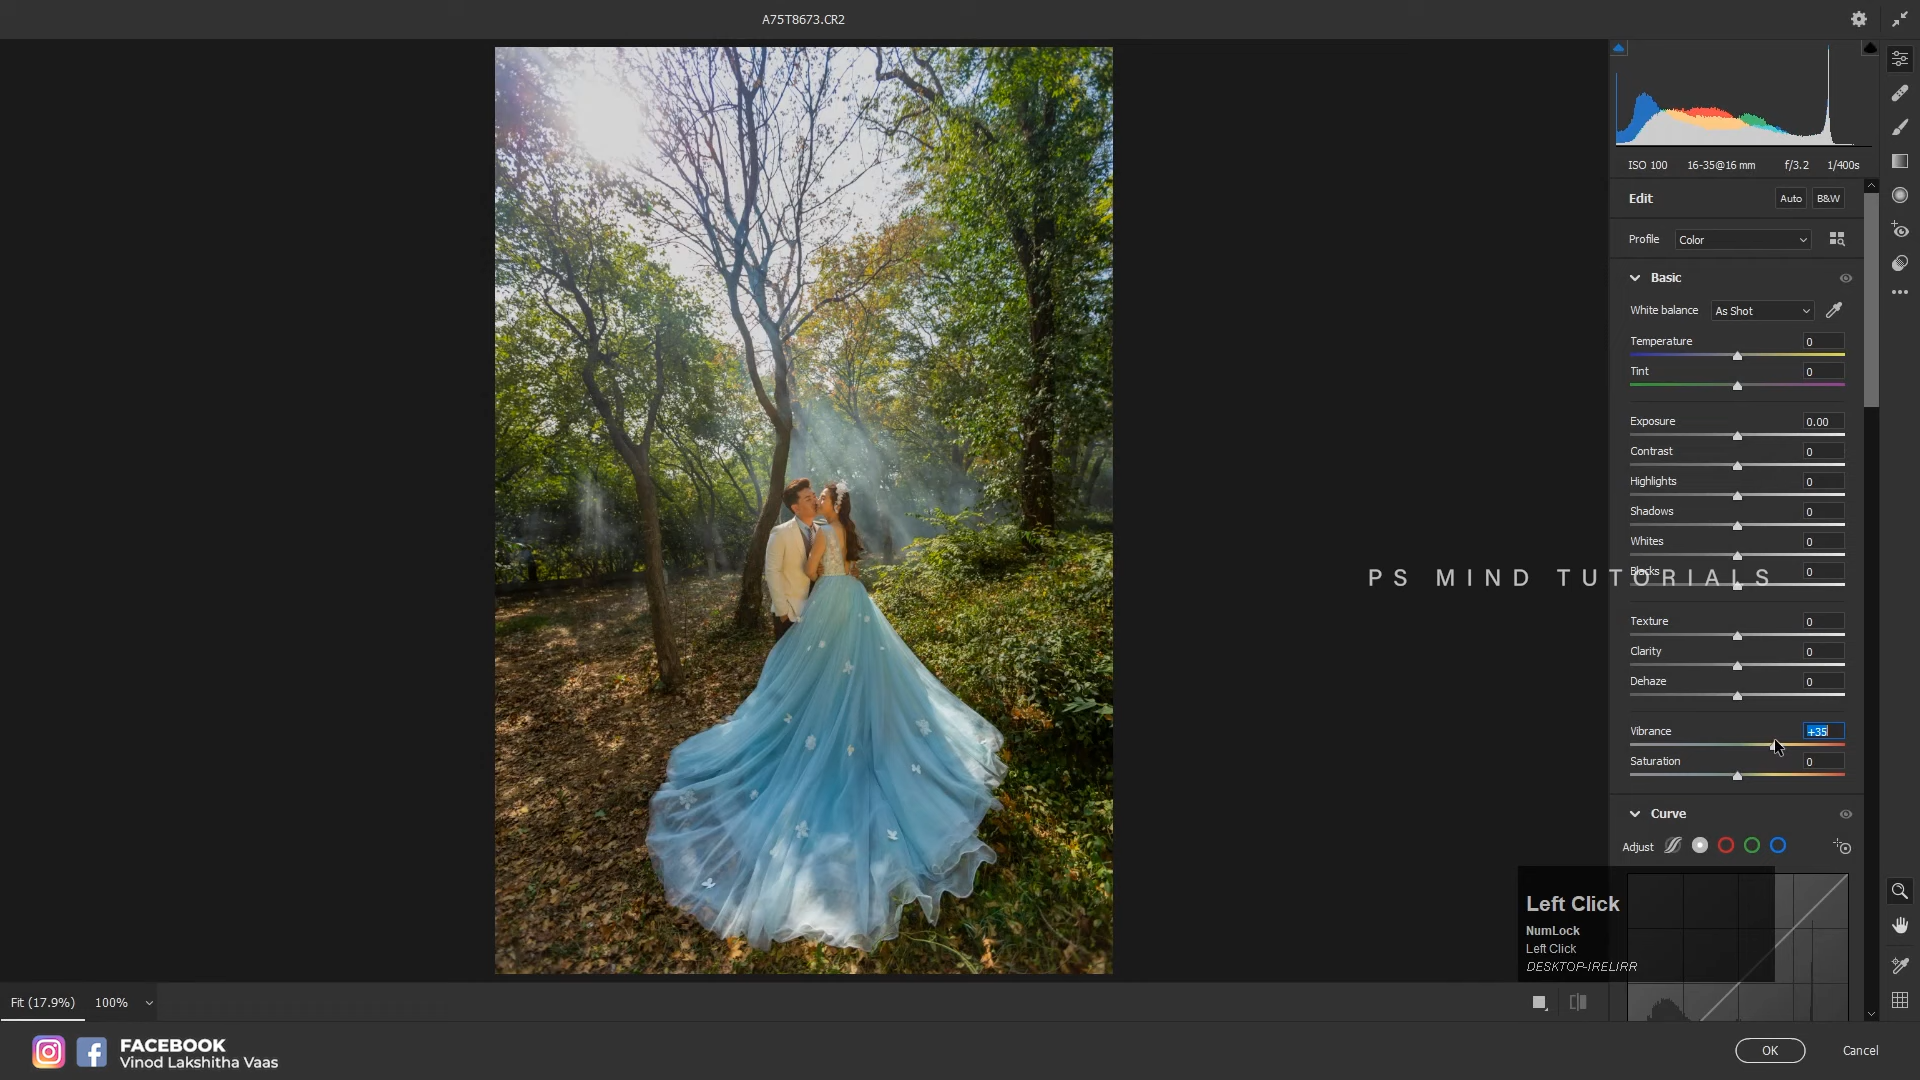 A75T8673.CR2
ISO 100 16-35@16 mm f/3.2 1/400s
Edit Auto B&W
Profile Color
Basic
White balance As Shot
Temperature 0
Tint 0
Exposure 0.00
Contrast 0
Highlights 0
Shadows 0
Whites 0
Blacks 0
PS MIND TUTORIALS
Texture 0
Clarity 0
Dehaze 0
Vibrance +35
Saturation 0
Curve
Adjust
Left Click
NumLock
Left Click
DESKTOP-IRELIRR
Fit (17.9%) 100%
FACEBOOK
Vinod Lakshitha Vaas
OK Cancel